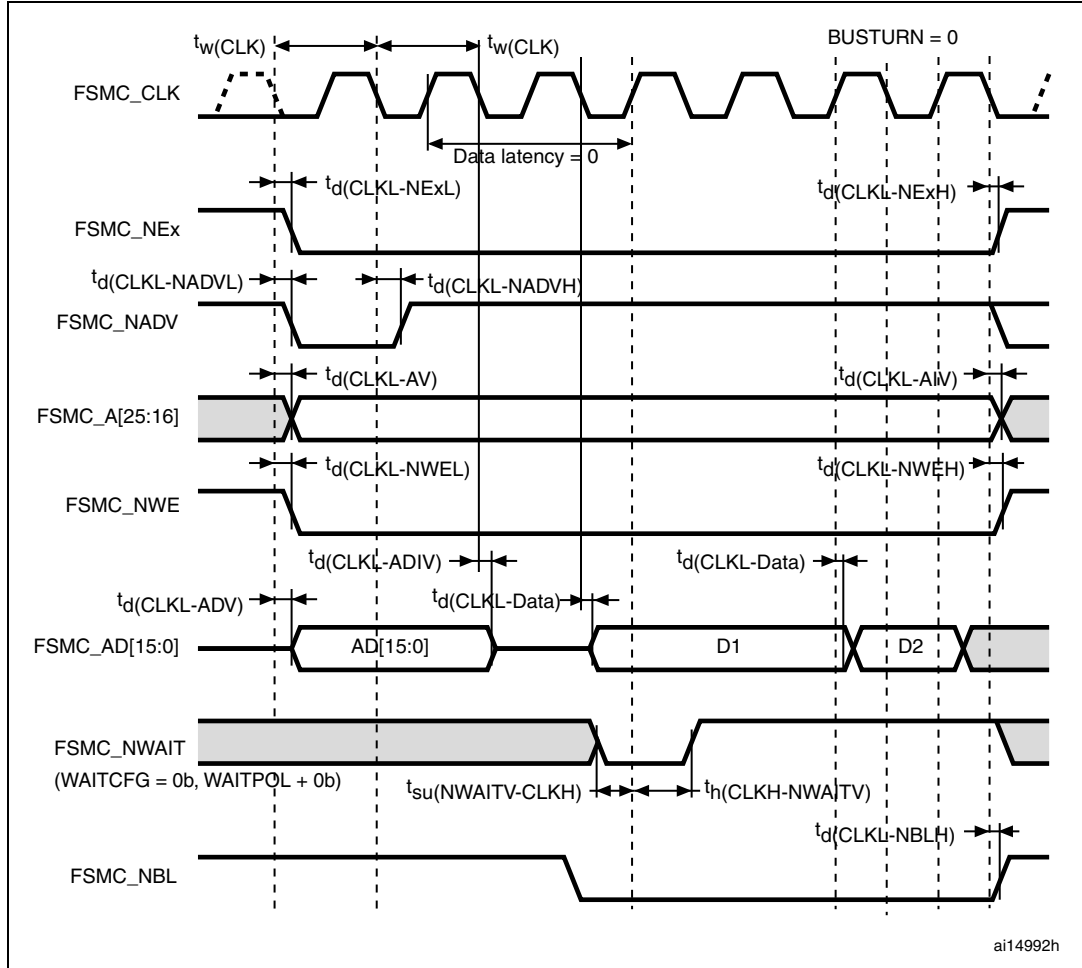 tw(CLK) tw(CLK) BUSTURN = 0
FSMC_CLK
Data latency = 0
td(CLKL-NExL) td(CLKL-NExH)
FSMC_NEx
td(CLKL-NADVL) td(CLKL-NADVH)
FSMC_NADV
td(CLKL-AV) td(CLKL-AIV)
FSMC_A[25:16]
td(CLKL-NWEL) td(CLKL-NWEH)
FSMC_NWE
td(CLKL-ADIV) td(CLKL-Data)
td(CLKL-ADV) td(CLKL-Data)
FSMC_AD[15:0] AD[15:0] D1 D2
FSMC_NWAIT
(WAITCFG = 0b, WAITPOL + 0b)
tsu(NWAITV-CLKH) th(CLKH-NWAITV)
td(CLKL-NBLH)
FSMC_NBL
ai14992h